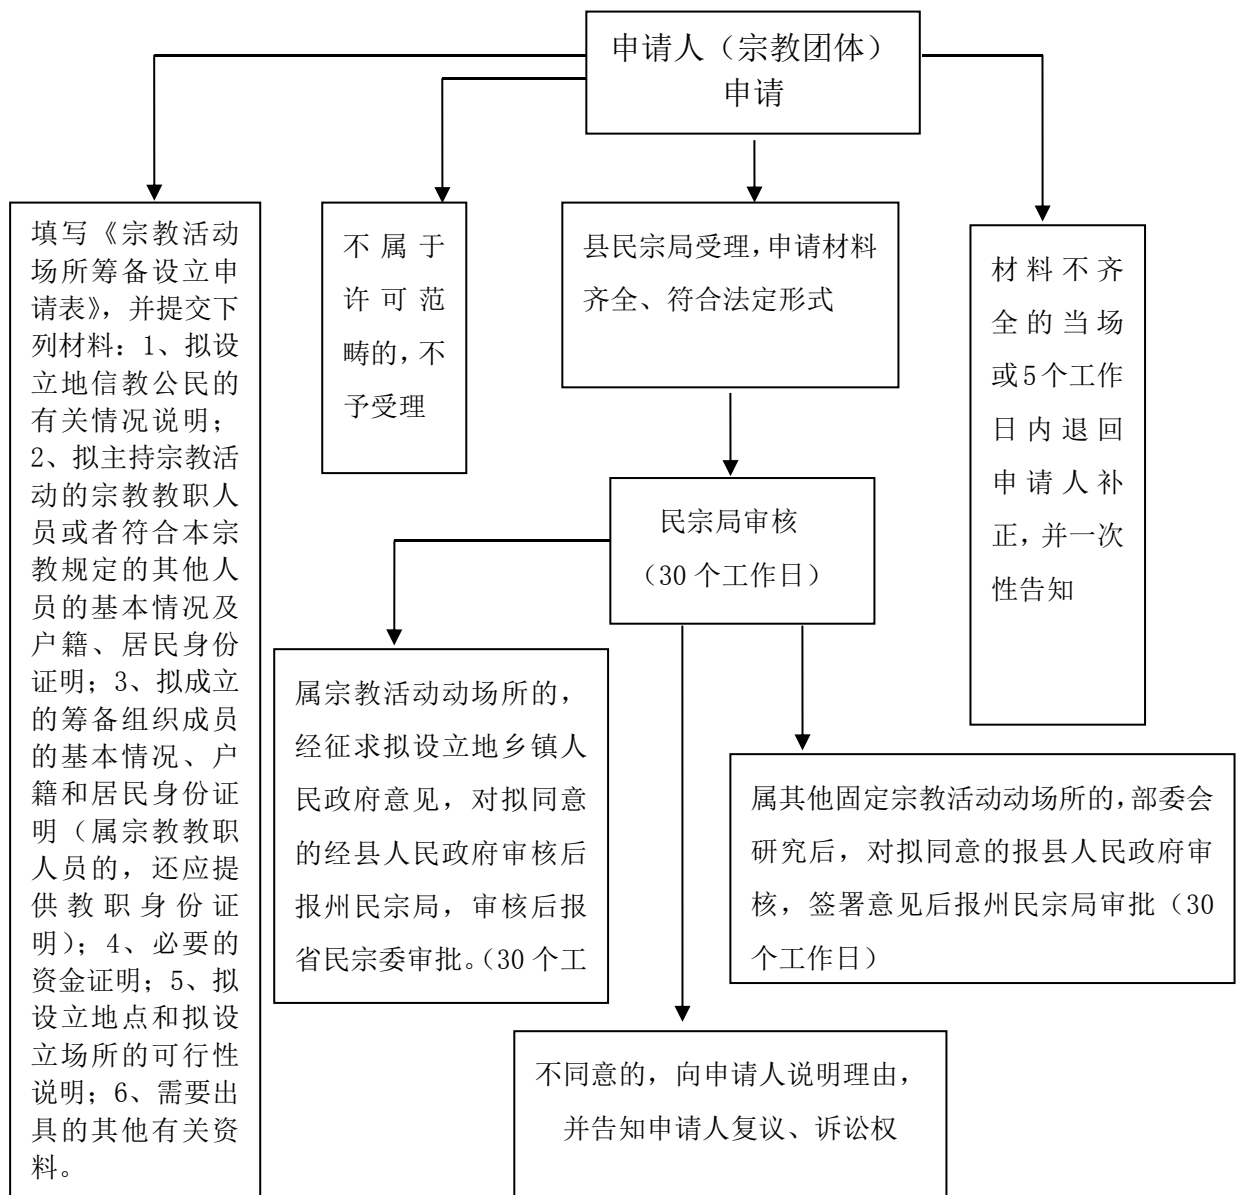 申请人（宗教团体）
申请
填写《宗教活动
场所筹备设立申
请表》，并提交下
列材料：1、拟设
立地信教公民的
有关情况说明；
2、拟主持宗教活
动的宗教教职人
员或者符合本宗
教规定的其他人
员的基本情况及
户籍、居民身份
证明；3、拟成立
的筹备组织成员
的基本情况、户
籍和居民身份证
明（属宗教教职
人员的，还应提
供教职身份证
明）；4、必要的
资金证明；5、拟
设立地点和拟设
立场所的可行性
说明；6、需要出
具的其他有关资
料。
不属于
许可范
畴的，不
予受理
县民宗局受理，申请材料
齐全、符合法定形式
材料不齐
全的当场
或5个工作
日内退回
申请人补
正，并一次
性告知
民宗局审核
（30个工作日）
属宗教活动动场所的，
经征求拟设立地乡镇人
民政府意见，对拟同意
的经县人民政府审核后
报州民宗局，审核后报
省民宗委审批。（30个工
属其他固定宗教活动动场所的，部委会
研究后，对拟同意的报县人民政府审
核，签署意见后报州民宗局审批（30
个工作日）
不同意的，向申请人说明理由，
并告知申请人复议、诉讼权